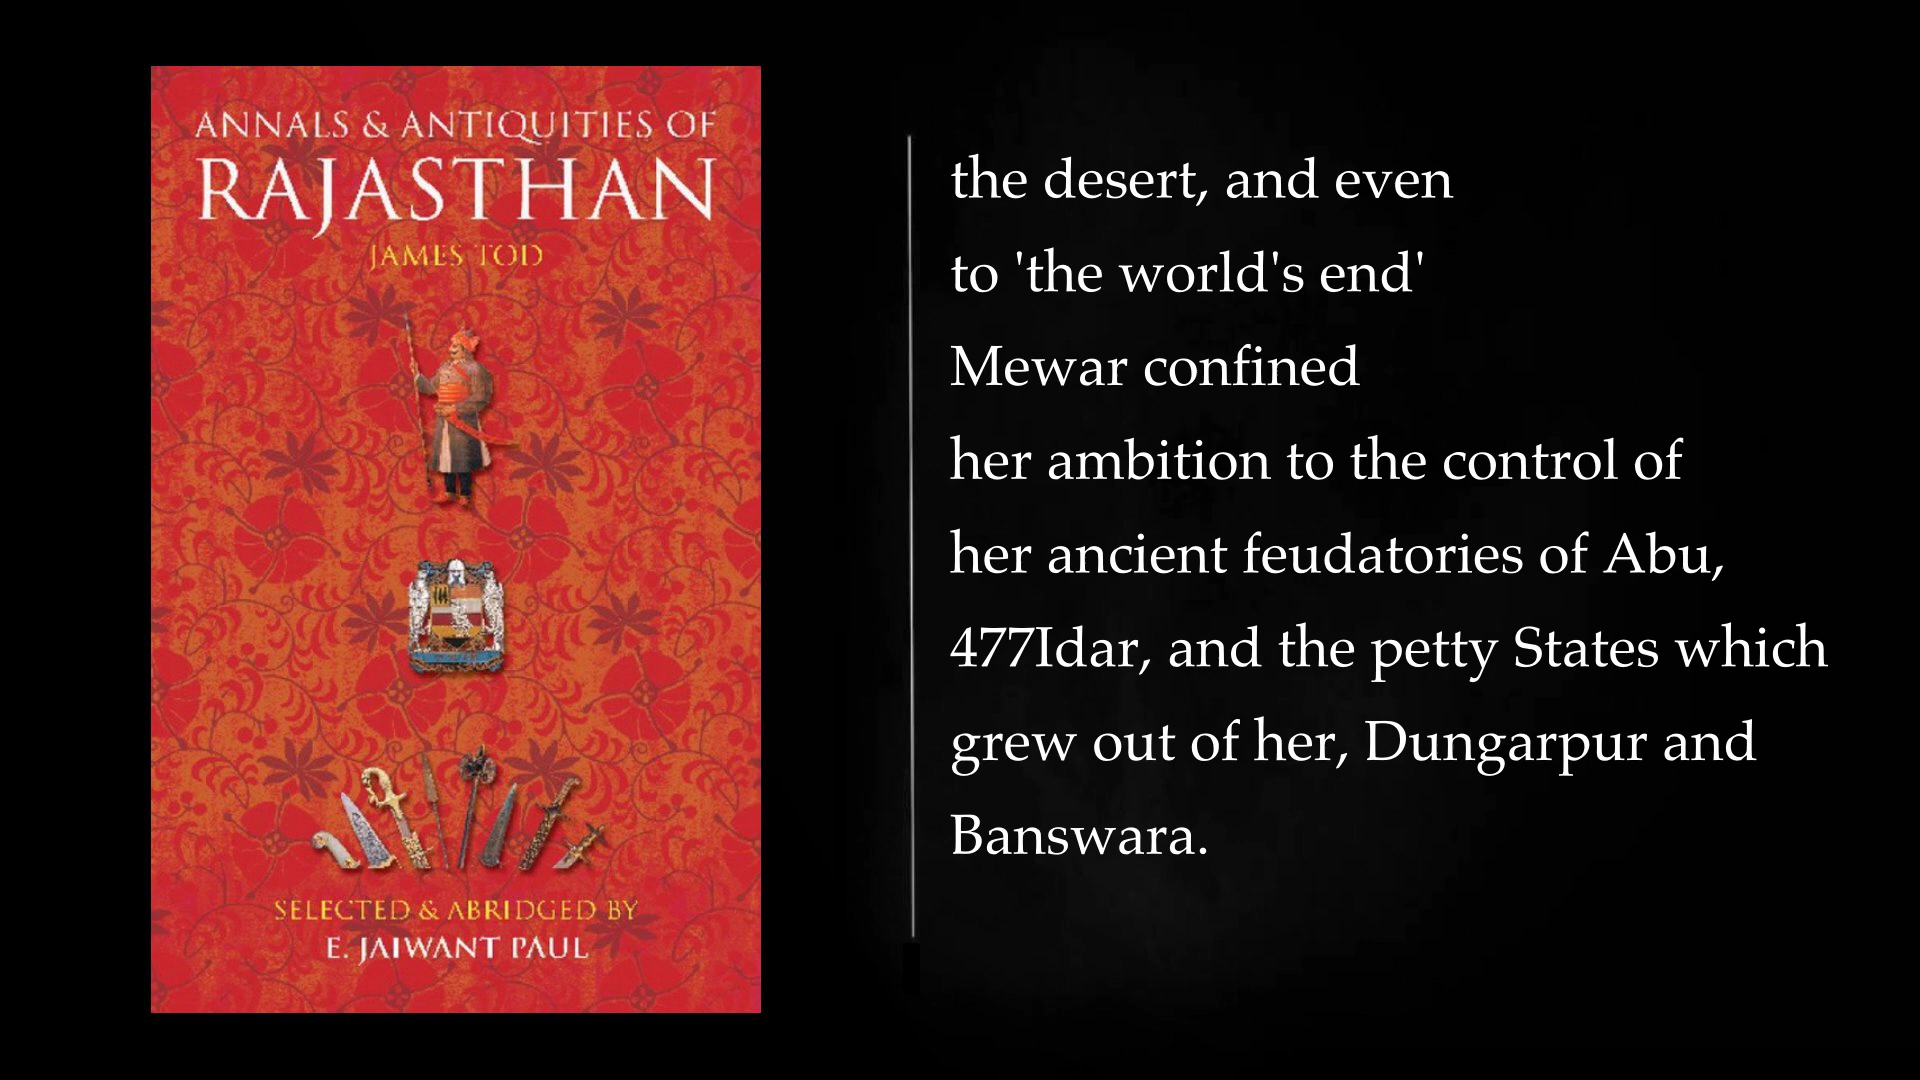 ANNALS & ANTIQUITIES OF
RAJASTHAN
JAMES TOD
SELECTED & ABRIDGED BY
E. JAIWANT PAUL
the desert, and even
to 'the world's end'
Mewar confined
her ambition to the control of
her ancient feudatories of Abu,
477Idar, and the petty States which
grew out of her, Dungarpur and
Banswara.